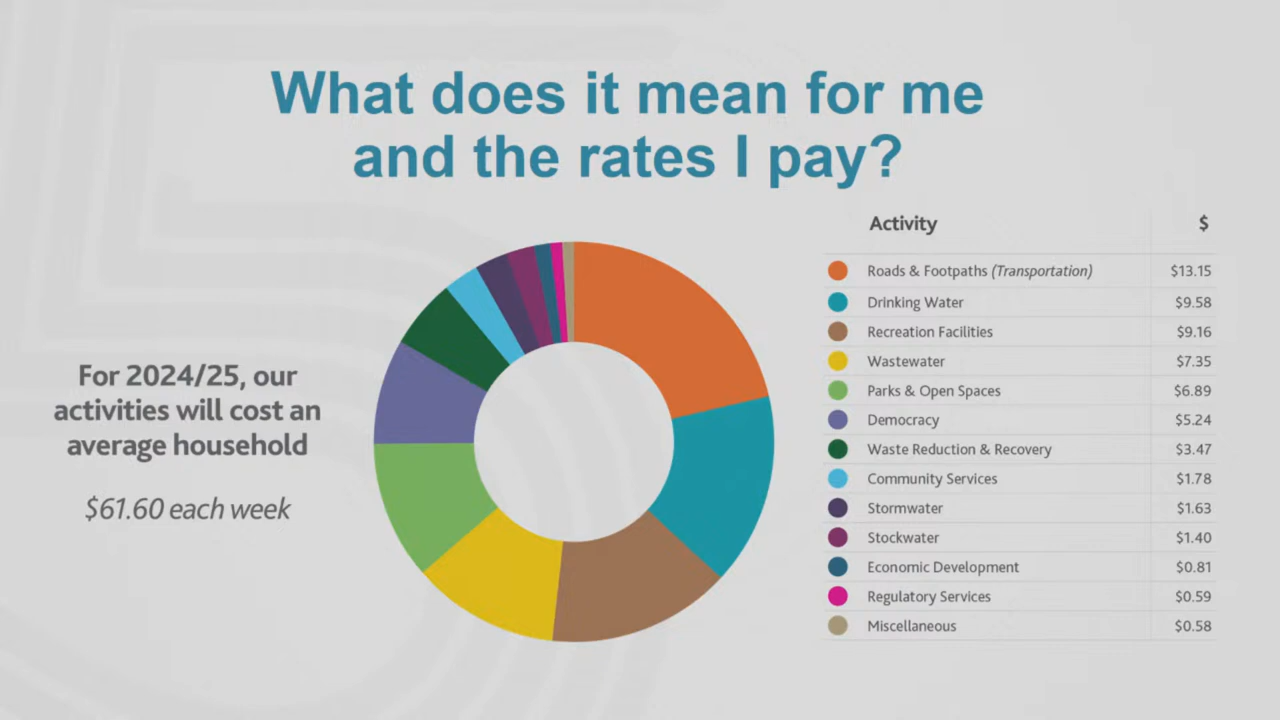 What does it mean for me
and the rates I pay?
For 2024/25, our
activities will cost an
average household
$61.60 each week
Activity $
Roads & Footpaths (Transportation) $13.15
Drinking Water $9.58
Recreation Facilities $9.16
Wastewater $7.35
Parks & Open Spaces $6.89
Democracy $5.24
Waste Reduction & Recovery $3.47
Community Services $1.78
Stormwater $1.63
Stockwater $1.40
Economic Development $0.81
Regulatory Services $0.59
Miscellaneous $0.58